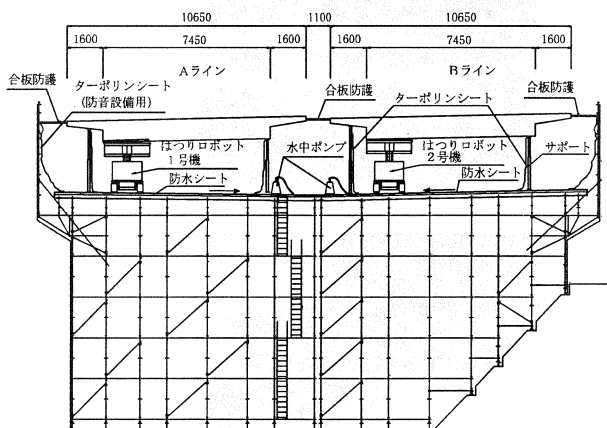 10650 1100 10650
1600 7450 1600 1600 7450 1600
Aライン Bライン
合板防護
ターポリンシート
(防音設備用)
合板防護
ターポリンシート
合板防護
はつりロボット
1号機
水中ポンプ
はつりロボット
2号機
サポート
防水シート
防水シート